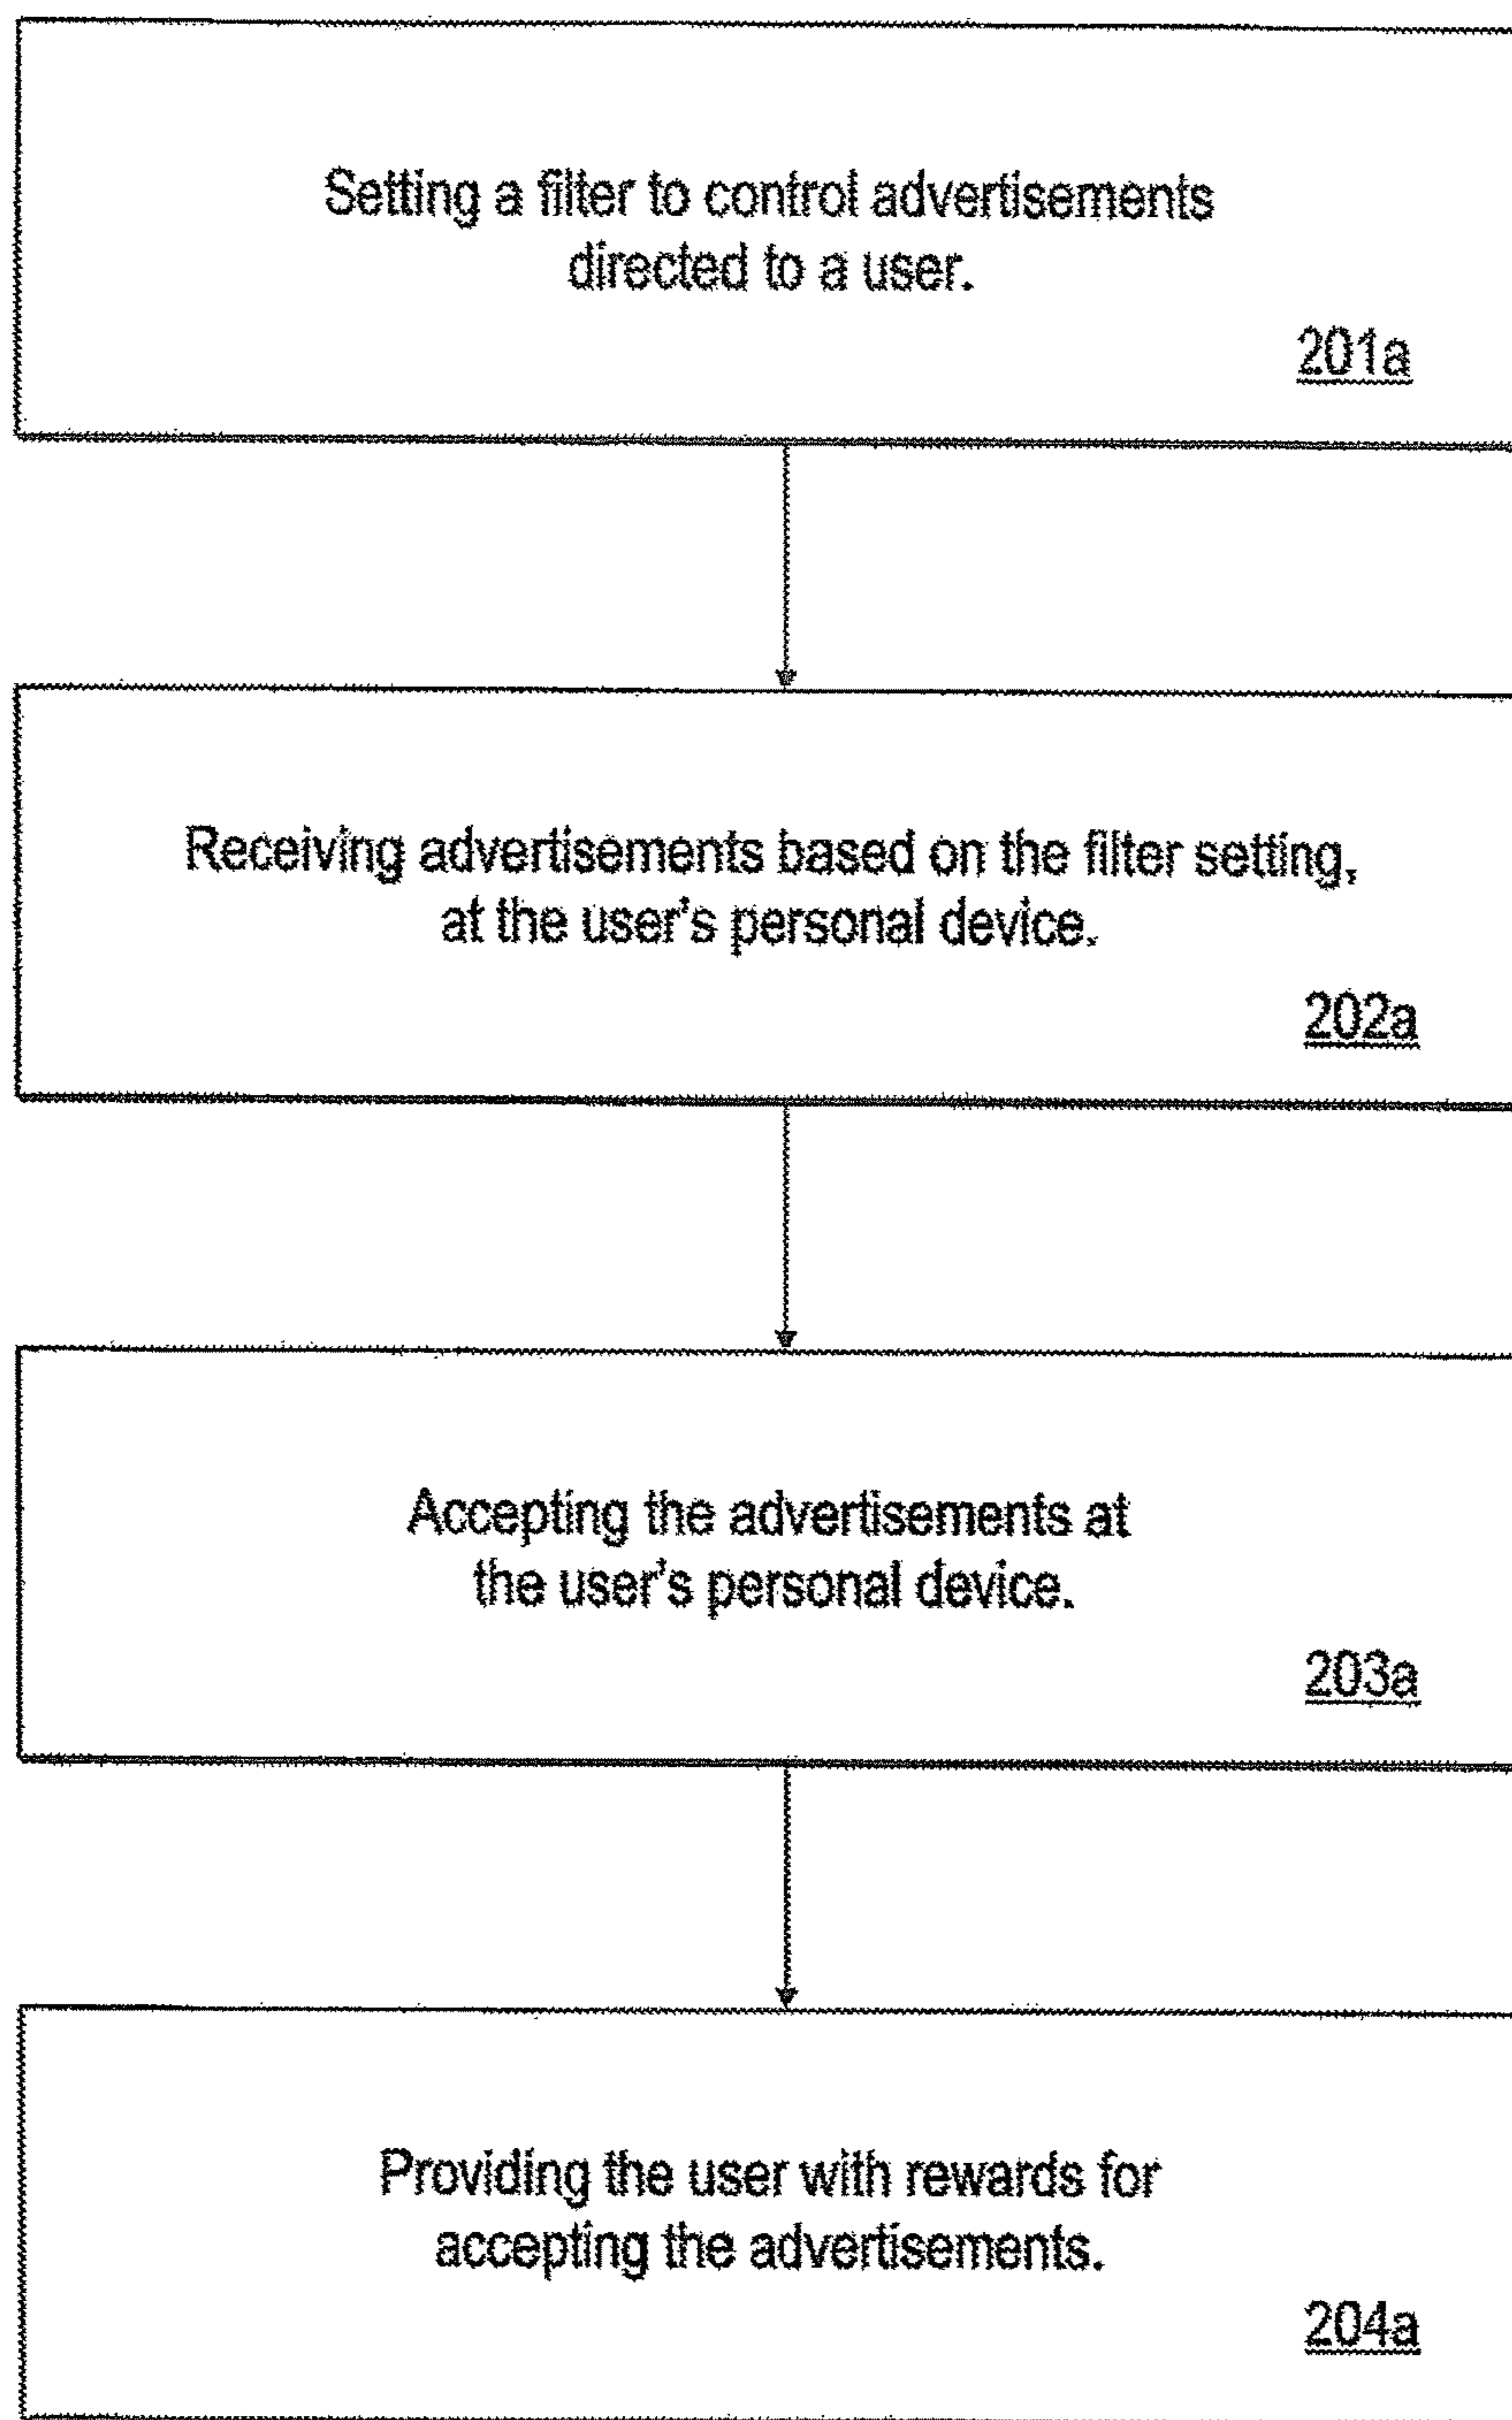 Setting a filter to control advertisements
directed to a user.
201a
Receiving advertisements based on the filter setting,
at the user's personal device.
202a
Accepting the advertisements at
the user's personal device.
203a
Providing the user with rewards for
accepting the advertisements.
204a